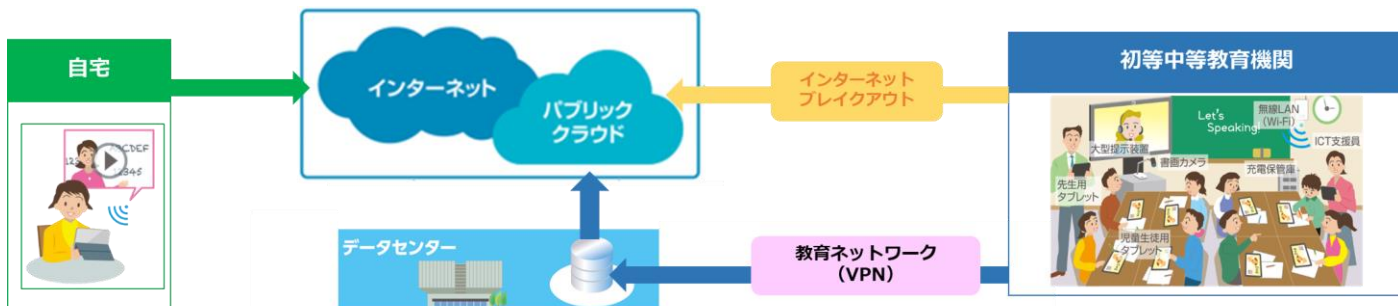 自宅
123
ABCDEF
12345
インターネット
パブリック
クラウド
インターネット
ブレイクアウト
初等中等教育機関
Let's
Speaking!
無線LAN
（Wi-Fi）
ICT支援員
大型提示装置
書画カメラ
充電保管庫
先生用
タブレット
児童生徒用
タブレット
データセンター
教育ネットワーク
（VPN）